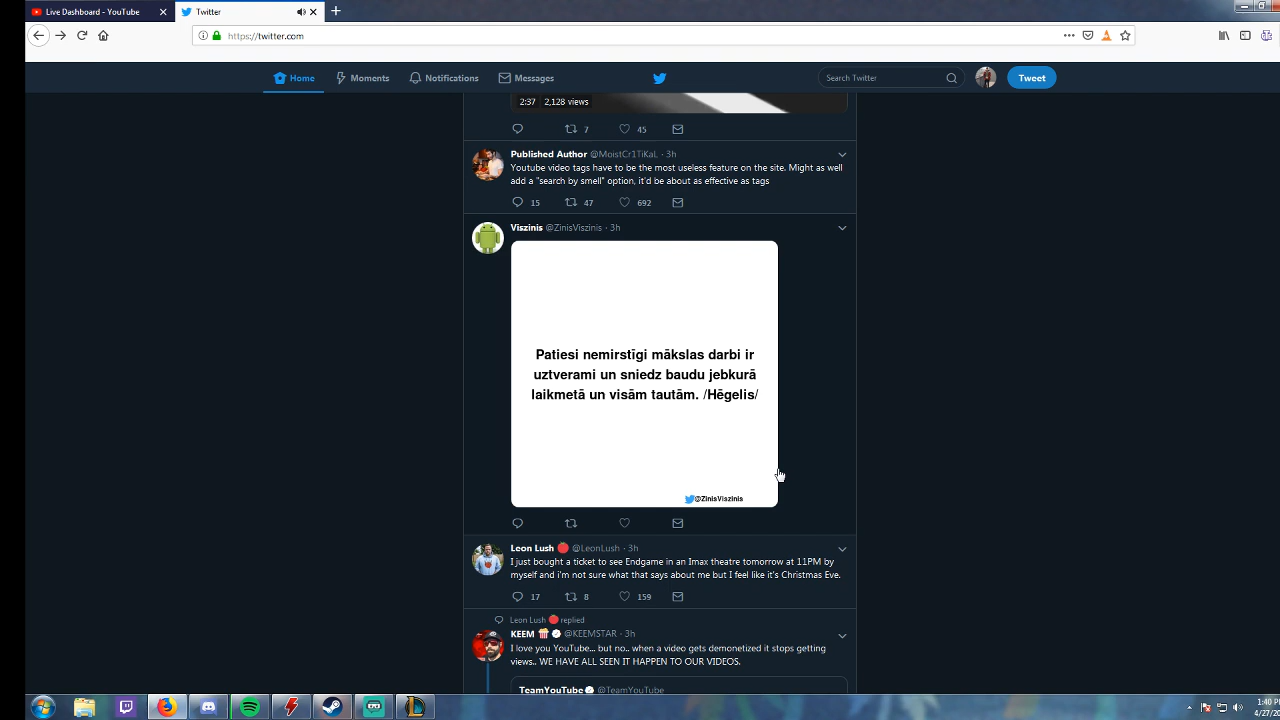 Live Dashboard - YouTube
Twitter
https://twitter.com
Home
Moments
Notifications
Messages
Search Twitter
Tweet
2:37 2,128 views
7 45
Published Author @MoistCr1TiKaL · 3h
Youtube video tags have to be the most useless feature on the site. Might as well
add a "search by smell" option, it'd be about as effective as tags
15 47 692
Viszinis @ZinisViszinis · 3h
Patiesi nemirstīgi mākslas darbi ir
uztverami un sniedz baudu jebkurā
laikmetā un visām tautām. /Hēgelis/
@ZinisViszinis
Leon Lush @LeonLush · 3h
I just bought a ticket to see Endgame in an Imax theatre tomorrow at 11PM by
myself and i'm not sure what that says about me but I feel like it's Christmas Eve.
17 8 159
Leon Lush replied
KEEM @KEEMSTAR · 3h
I love you YouTube... but no.. when a video gets demonetized it stops getting
views.. WE HAVE ALL SEEN IT HAPPEN TO OUR VIDEOS.
TeamYouTube @TeamYouTube
1:40